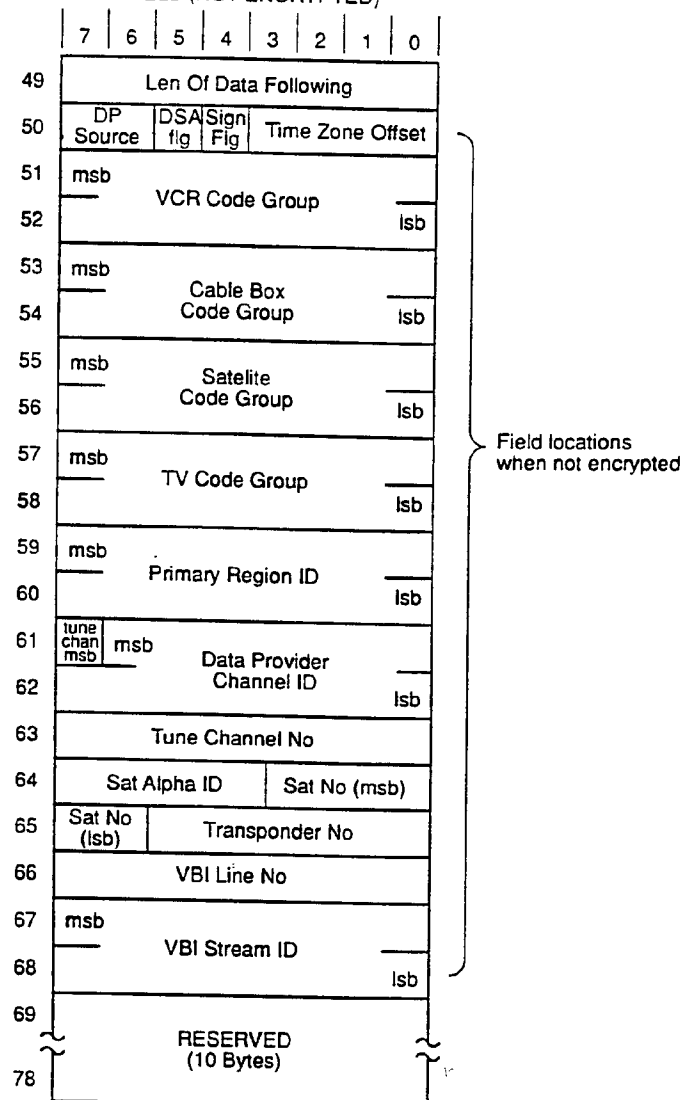 7 6 5 4 3 2 1 0
49 Len Of Data Following
50 DP Source DSA flg Sign Flg Time Zone Offset
51 msb
VCR Code Group
52 lsb
53 msb
Cable Box
54 Code Group lsb
55 msb
Satelite
56 Code Group lsb
57 msb
TV Code Group
58 lsb
Field locations
when not encrypted
59 msb
Primary Region ID
60 lsb
61 tune chan msb msb
Data Provider
62 Channel ID lsb
63 Tune Channel No
64 Sat Alpha ID Sat No (msb)
65 Sat No (lsb) Transponder No
66 VBI Line No
67 msb
VBI Stream ID
68 lsb
69
RESERVED
(10 Bytes)
78